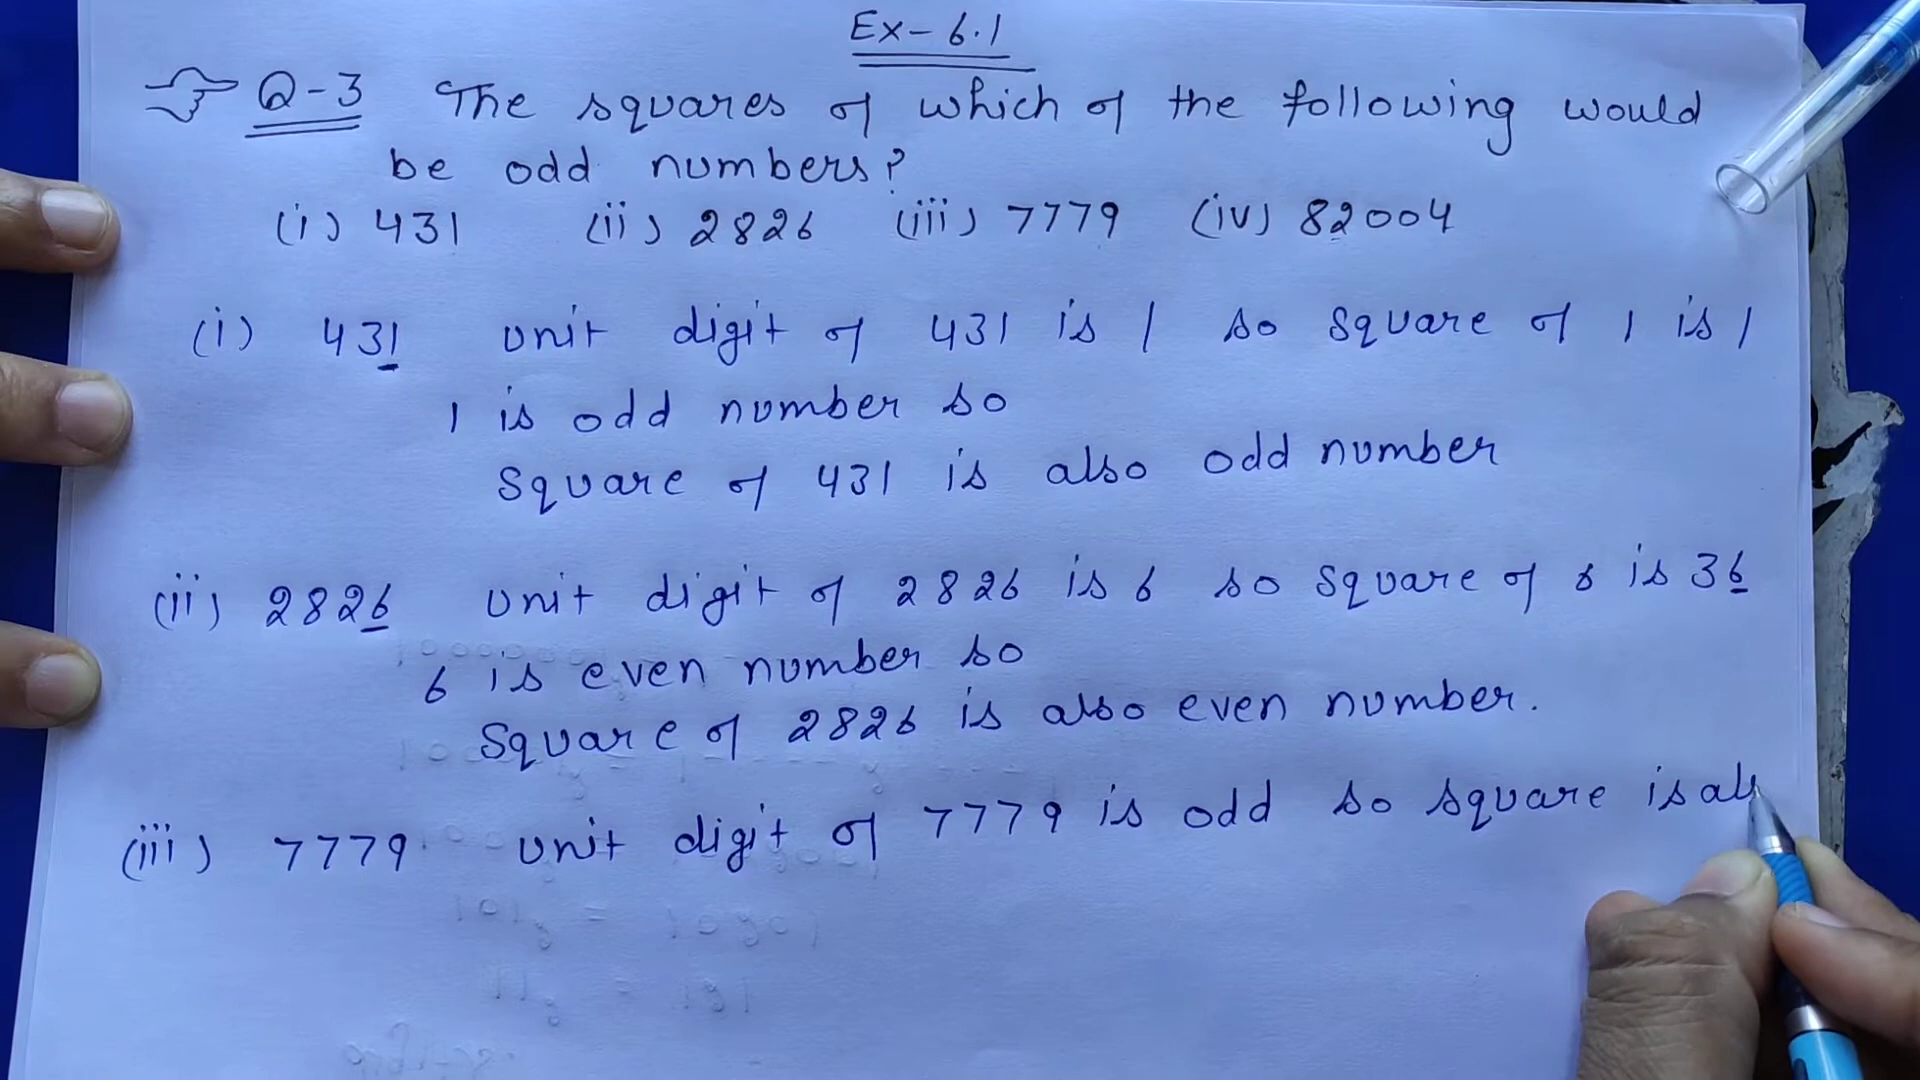 Ex-6.1
Q-3 The squares of which of the following would
be odd numbers?
(i) 431 (ii) 2826 (iii) 7779 (iv) 82004
(i) 431 unit digit of 431 is 1 so square of 1 is 1
1 is odd number so
Square of 431 is also odd number
(ii) 2826 unit digit of 2826 is 6 so square of 6 is 36
6 is even number so
Square of 2826 is also even number.
(iii) 7779 unit digit of 7779 is odd so square is als